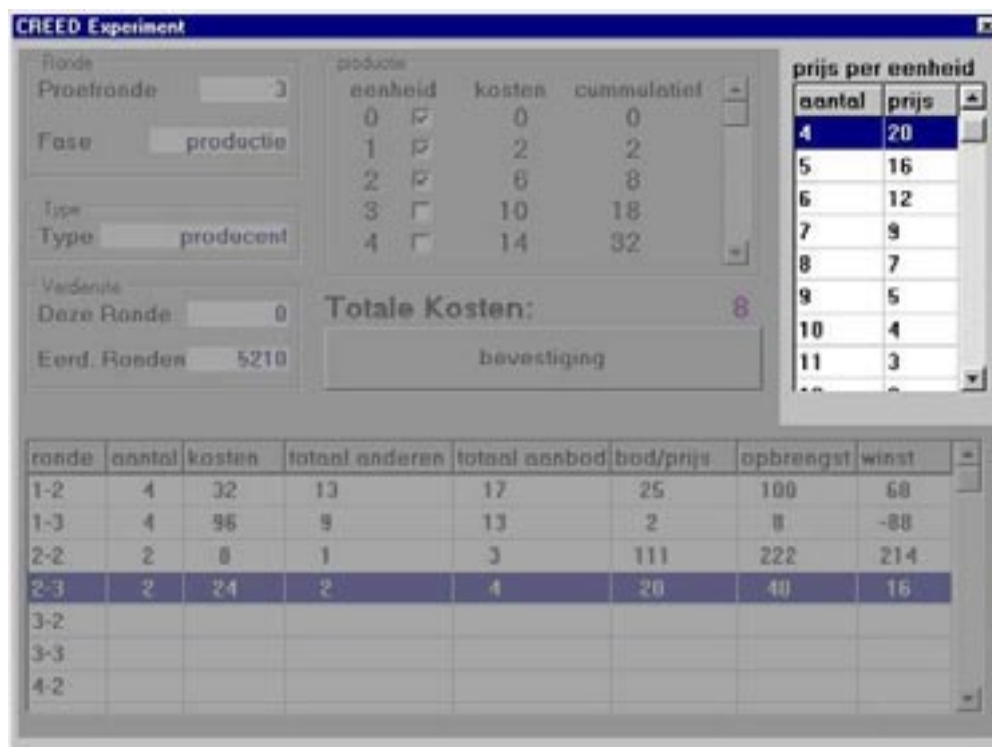 CREED Experiment
Ronde
Proefronde 3
Fase productie
Type
Type producent
Verdienste
Deze Ronde 0
Eerd. Ronden 5210
productie
eenheid kosten cummulatief
0 0 0
1 2 2
2 6 8
3 10 18
4 14 32
Totale Kosten: 8
bevestiging
prijs per eenheid
aantal prijs
4 20
5 16
6 12
7 9
8 7
9 5
10 4
11 3
ronde aantal kosten totaal anderen totaal aanbod bod/prijs opbrengst winst
1-2 4 32 13 17 25 100 68
1-3 4 96 9 13 2 8 -88
2-2 2 8 1 3 111 222 214
2-3 2 24 2 4 20 40 16
3-2
3-3
4-2